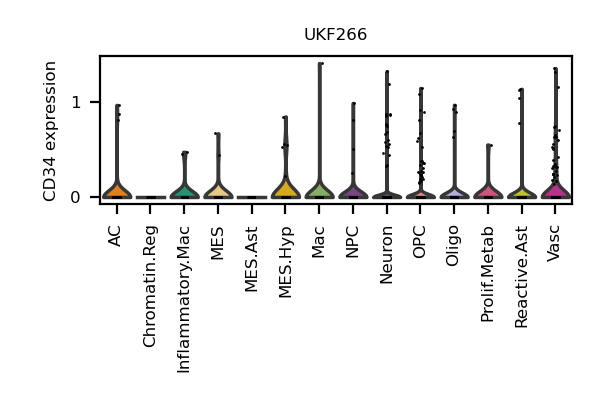 UKF266
CD34 expression
1
0
AC
Chromatin.Reg
Inflammatory.Mac
MES
MES.Ast
MES.Hyp
Mac
NPC
Neuron
OPC
Oligo
Prolif.Metab
Reactive.Ast
Vasc